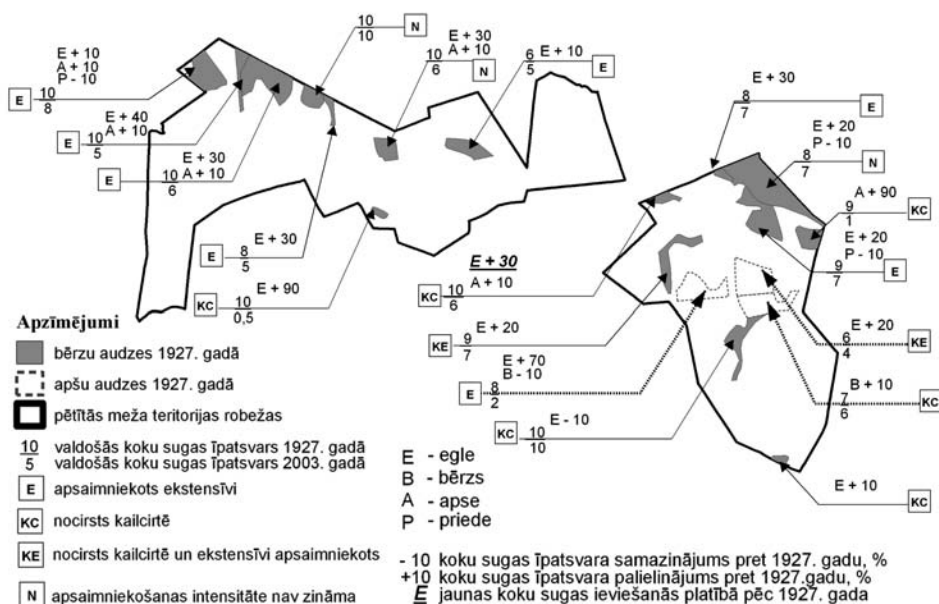 10
10
N
E + 30
A + 10
10
6
N
6
5
E + 10
E
E + 10
A + 10
P - 10
E
10
8
E + 40
A + 10
E
10
5
E + 30
A + 10
E
10
6
E + 30
E
8
5
E + 90
KC
10
0,5
E + 30
8
7
E
E + 20
P - 10
8
7
N
A + 90
9
1
KC
E + 20
P - 10
9
7
E
E + 30
A + 10
KC
10
6
E + 20
KE
9
7
E + 70
B - 10
E
8
2
E + 20
6
4
KE
B + 10
7
6
KC
E - 10
KC
10
10
E + 10
KC
Apzīmējumi
bērzu audzes 1927. gadā
apšu audzes 1927. gadā
pētītās meža teritorijas robežas
10 valdošās koku sugas īpatsvars 1927. gadā
5 valdošās koku sugas īpatsvars 2003. gadā
E apsaimniekots ekstensīvi
KC nocirsts kailcirtē
KE nocirsts kailcirtē un ekstensīvi apsaimniekots
N apsaimniekošanas intensitāte nav zināma
E - egle
B - bērzs
A - apse
P - priede
- 10 koku sugas īpatsvara samazinājums pret 1927. gadu, %
+10 koku sugas īpatsvara palielinājums pret 1927.gadu, %
E jaunas koku sugas ieviešanās platībā pēc 1927. gada